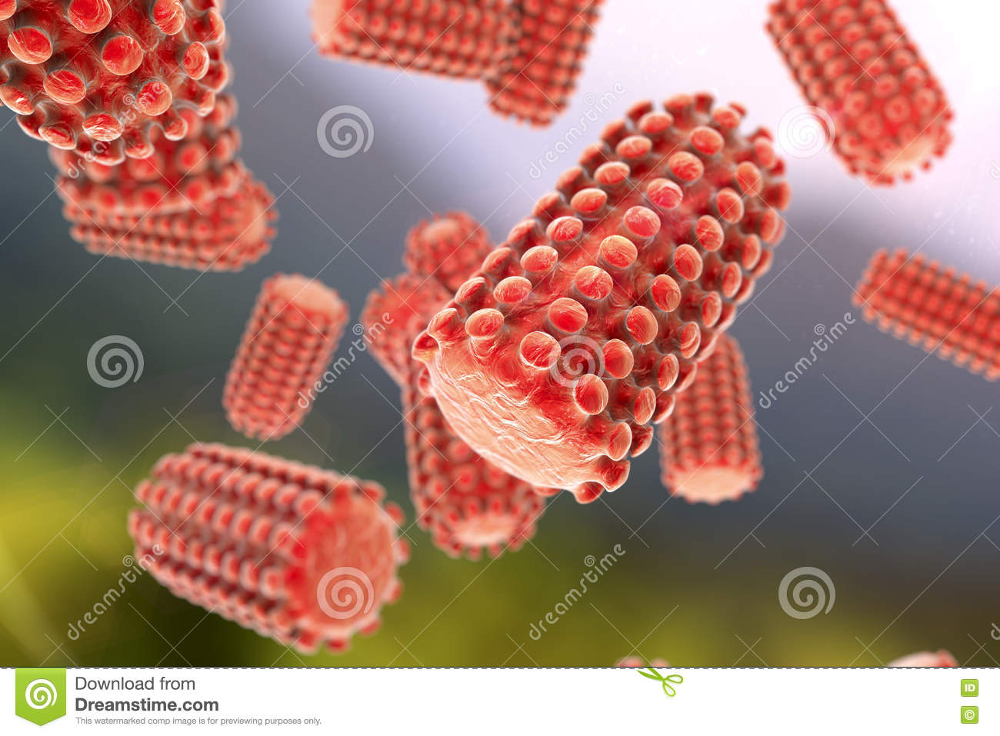 dreamstime
dreamstime
dreamstime
dreamstime
dreamstime
dreamstime
Download from
Dreamstime.com
This watermarked comp image is for previewing purposes only.
ID
©